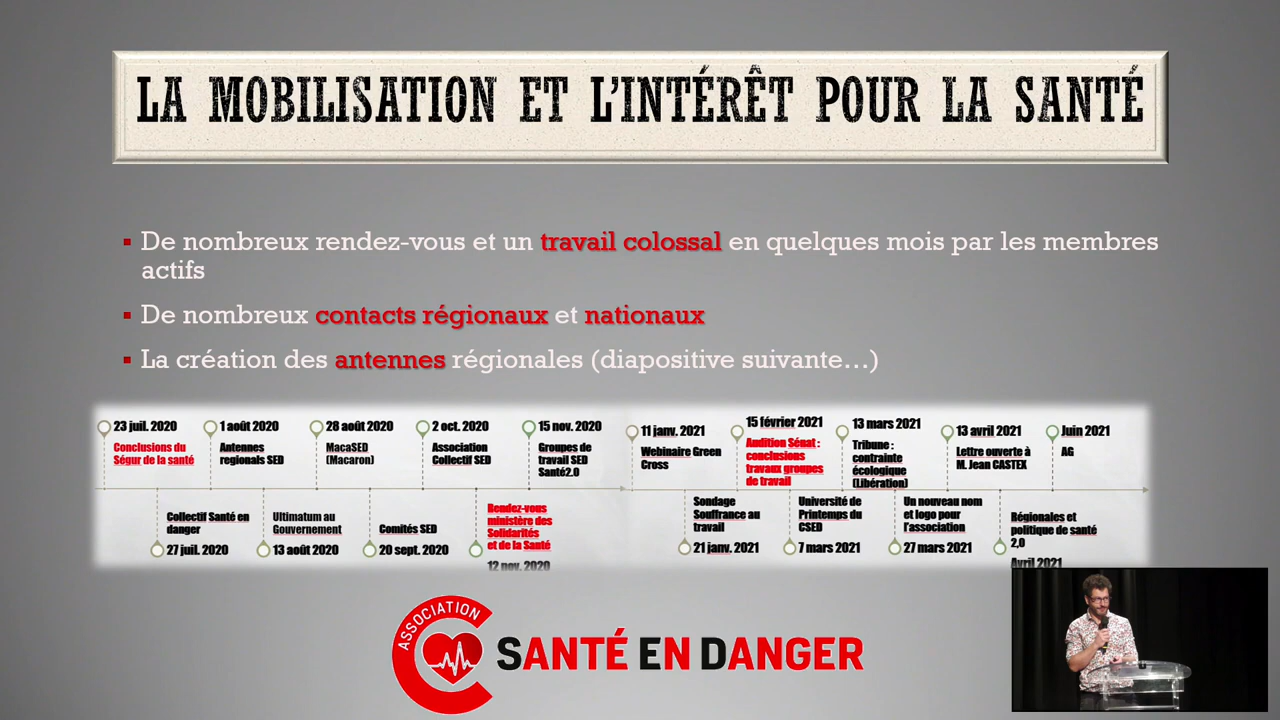 LA MOBILISATION ET L'INTÉRÊT POUR LA SANTÉ
De nombreux rendez-vous et un travail colossal en quelques mois par les membres
actifs
De nombreux contacts régionaux et nationaux
La création des antennes régionales (diapositive suivante…)
23 juil. 2020
Conclusions du
Ségur de la santé
Collectif Santé en
danger
27 juil. 2020
1 août 2020
Antennes
regionals SED
Ultimatum au
Gouvernement
13 août 2020
28 août 2020
MacaSED
(Macaron)
Comités SED
20 sept. 2020
2 oct. 2020
Association
Collectif SED
Rendez-vous
ministère des
Solidarités
et de la Santé
12 nov. 2020
15 nov. 2020
Groupes de
travail SED
Santé2.0
11 janv. 2021
Webinaire Green
Cross
Sondage
Souffrance au
travail
21 janv. 2021
15 février 2021
Audition Sénat :
conclusions
travaux groupes
de travail
Université de
Printemps du
CSED
7 mars 2021
13 mars 2021
Tribune :
contrainte
écologique
(Libération)
Un nouveau nom
et logo pour
l'association
27 mars 2021
13 avril 2021
Lettre ouverte à
M. Jean CASTEX
Régionales et
politique de santé
2,0
Avril 2021
Juin 2021
AG
ASSOCIATION
SANTÉ EN DANGER